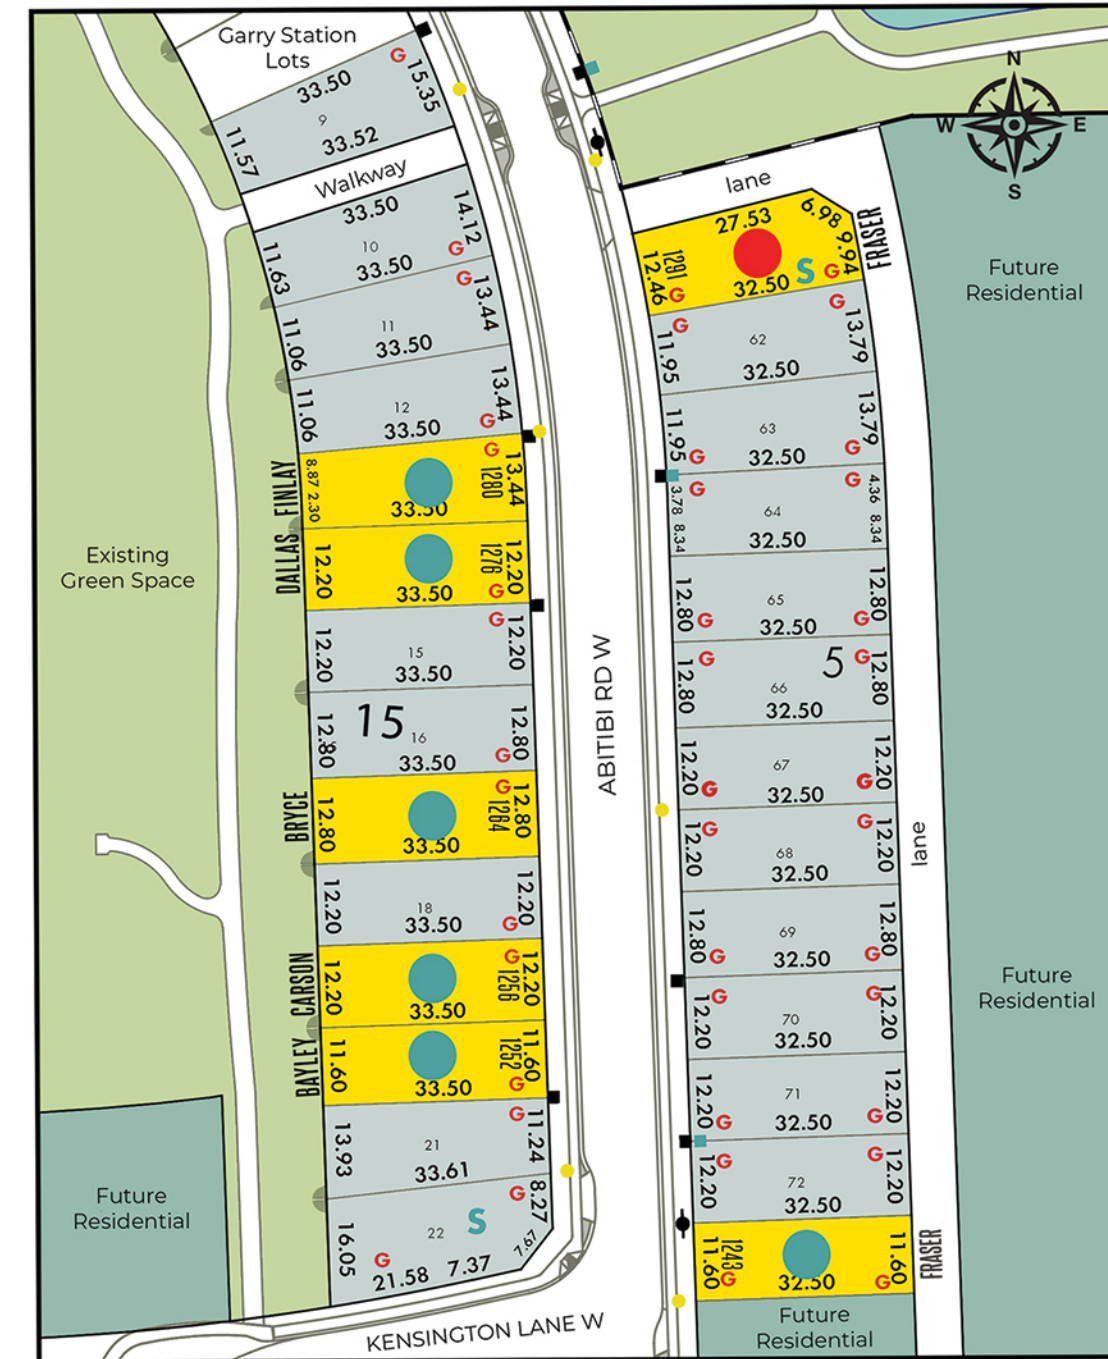 Garry Station
Lots
33.50
G
15.35
9
33.52
11.57
Walkway
33.50
14.12
10
11.63
33.50
G
G
13.44
11
33.50
11.06
13.44
12
33.50
11.06
G
G
13.44
8.87 2.30
1280
33.50
FINLAY
DALLAS
12.20
1276
12.20
33.50
G
G
12.20
15
33.50
12.20
15
16
12.80
12.80
33.50
G
G
12.80
1264
BRYCE
12.80
33.50
12.20
18
33.50
12.20
G
G
12.20
1256
CARSON
12.20
33.50
BAYLEY
11.60
1252
11.60
33.50
G
G
11.24
21
33.61
13.93
G
8.27
22
S
16.05
G
21.58
7.37
7.67
Existing
Green Space
Future
Residential
KENSINGTON LANE W
ABITIBI RD W
N
W
E
S
lane
27.53
6.98
9.94
FRASER
1291
12.46
G
32.50
S
G
G
G
11.95
62
32.50
13.79
11.95
63
32.50
13.79
G
G
G
G
3.78 8.34
64
32.50
4.36 8.34
65
12.80
G
32.50
12.80
G
G
5
G
12.80
66
32.50
12.80
12.20
67
G
32.50
12.20
G
G
G
12.20
68
32.50
12.20
12.80
69
G
32.50
12.80
G
G
G
12.20
70
32.50
12.20
12.20
71
G
32.50
12.20
G
G
G
12.20
72
32.50
12.20
11.60
1243
G
32.50
11.60
G
FRASER
lane
Future
Residential
Future
Residential
Future
Residential